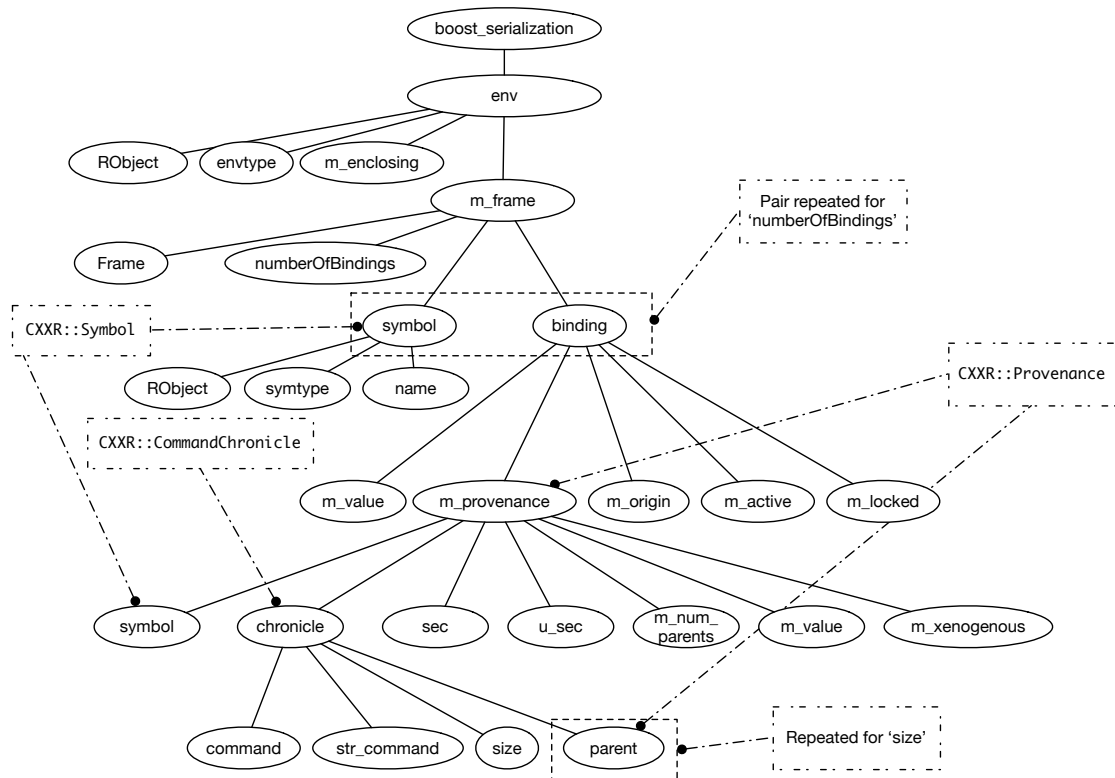 boost_serialization
env
RObject
envtype
m_enclosing
m_frame
Pair repeated for
‘numberOfBindings’
Frame
numberOfBindings
CXXR::Symbol
symbol
binding
CXXR::Provenance
RObject
symtype
name
CXXR::CommandChronicle
m_value
m_provenance
m_origin
m_active
m_locked
symbol
chronicle
sec
u_sec
m_num_
parents
m_value
m_xenogenous
command
str_command
size
parent
Repeated for ‘size’